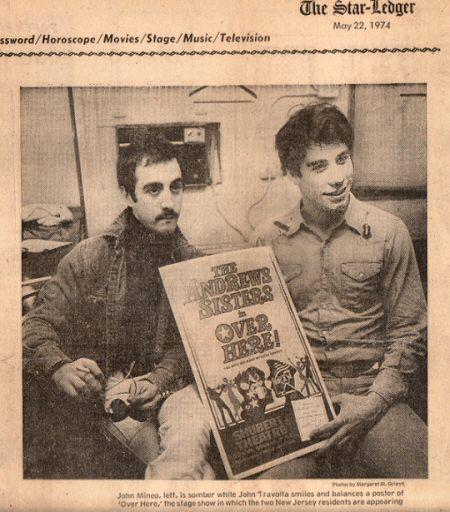 The Star-Ledger
May 22, 1974
ssword/Horoscope/Movies/Stage/Music/Television
THE
ANDREWS
SISTERS
in
OVER
HERE!
SHUBERT
THEATRE
Photos by Margaret M. Grieve
John Mineo, left, is somber while John Travolta smiles and balances a poster of
'Over Here,' the stage show in which the two New Jersey residents are appearing